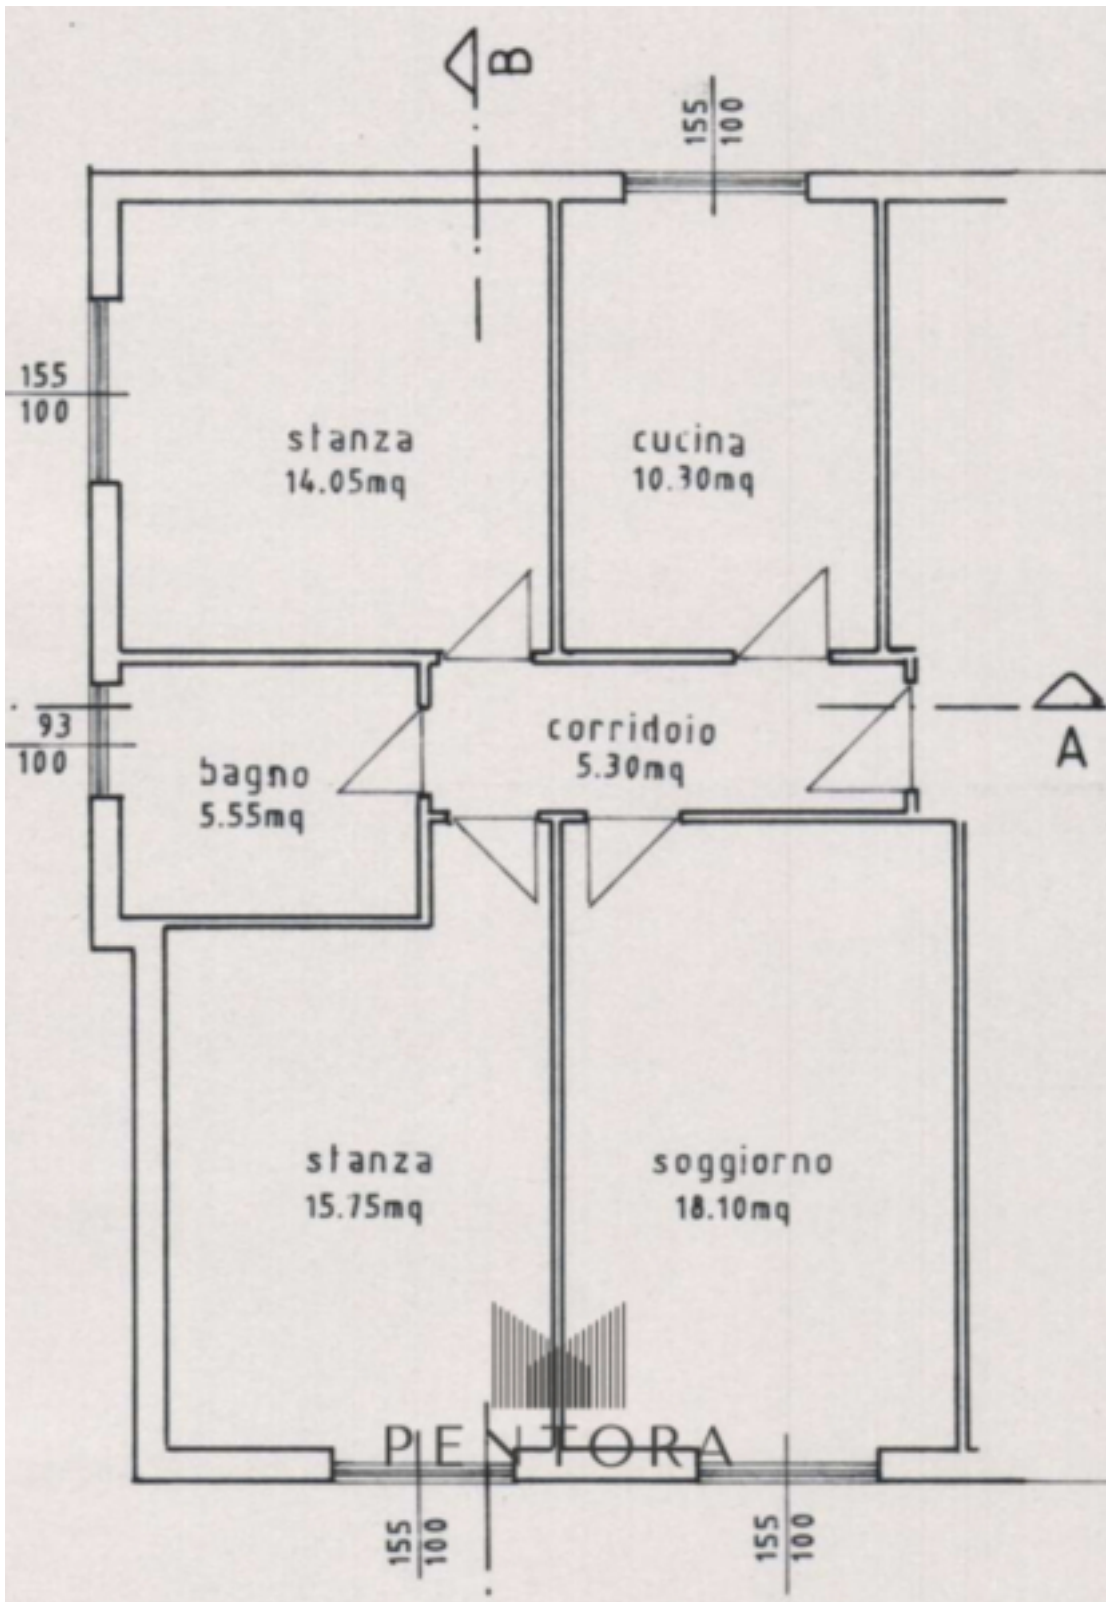 B
155
100
155
100
stanza
14.05mq
cucina
10.30mq
93
100
bagno
5.55mq
corridoio
5.30mq
A
stanza
15.75mq
soggiorno
18.10mq
PENTORA
155
100
155
100